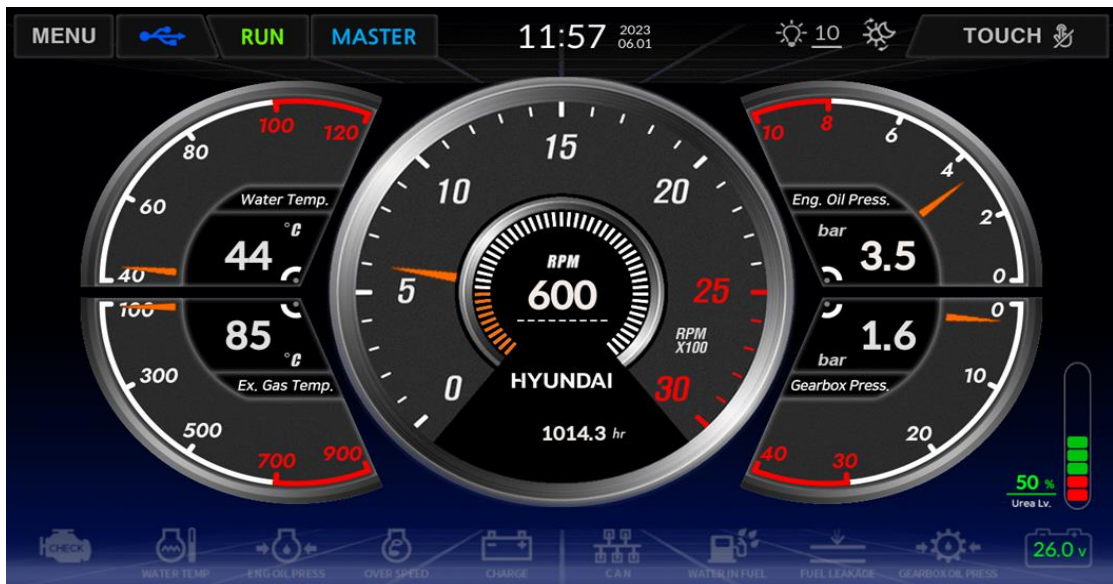 MENU
RUN
MASTER
11:57
2023
06.01
10
TOUCH
40
60
80
100
120
Water Temp.
°C
44
100
300
500
700
900
85
°C
Ex. Gas Temp.
0
5
10
15
20
25
30
RPM
X100
RPM
600
HYUNDAI
1014.3 hr
10
8
6
4
2
0
Eng. Oil Press.
bar
3.5
0
10
20
30
40
1.6
bar
Gearbox Press.
50 %
Urea Lv.
CHECK
WATER TEMP
ENG OIL PRESS
OVER SPEED
CHARGE
CAN
WATER IN FUEL
FUEL LEAKAGE
GEARBOX OIL PRESS
26.0 v